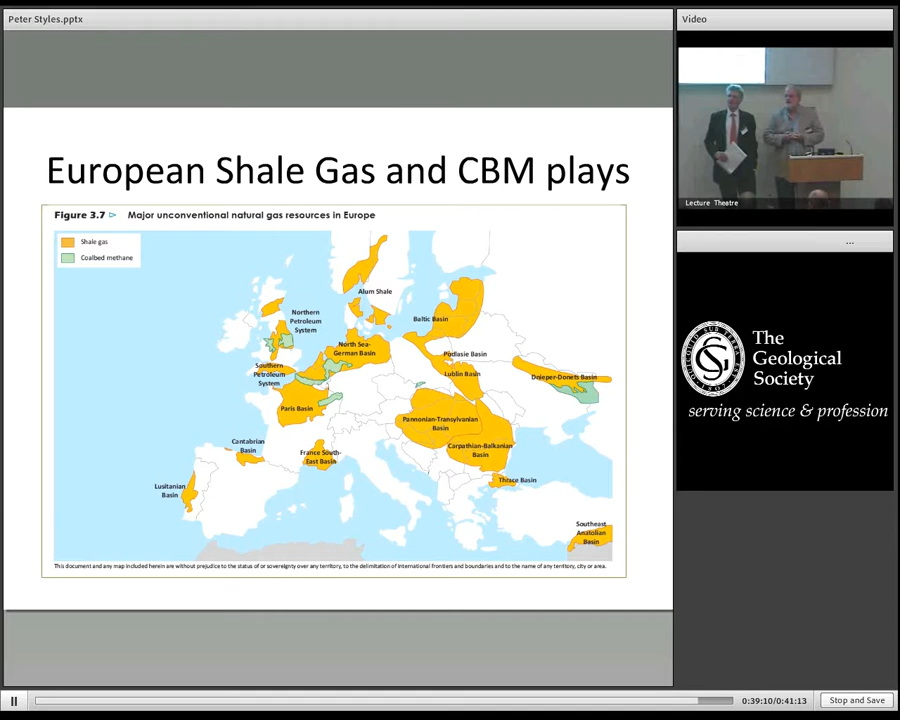 Peter Styles.pptx
European Shale Gas and CBM plays
Figure 3.7 ▷ Major unconventional natural gas resources in Europe
Shale gas
Coalbed methane
Alum Shale
Northern
Petroleum
System
Baltic Basin
North Sea-
German Basin
Podlasie Basin
Southern
Petroleum
System
Lublin Basin
Dnieper-Donets Basin
Paris Basin
Pannonian-Transylvanian
Basin
Cantabrian
Basin
France South-
East Basin
Carpathian-Balkanian
Basin
Thrace Basin
Lusitanian
Basin
Southeast
Anatolian
Basin
This document and any map included herein are without prejudice to the status of or sovereignty over any territory, to the delimitation of international frontiers and boundaries and to the name of any territory, city or area.
Video
Lecture Theatre
...
The
Geological
Society
serving science & profession
0:39:10/0:41:13
Stop and Save